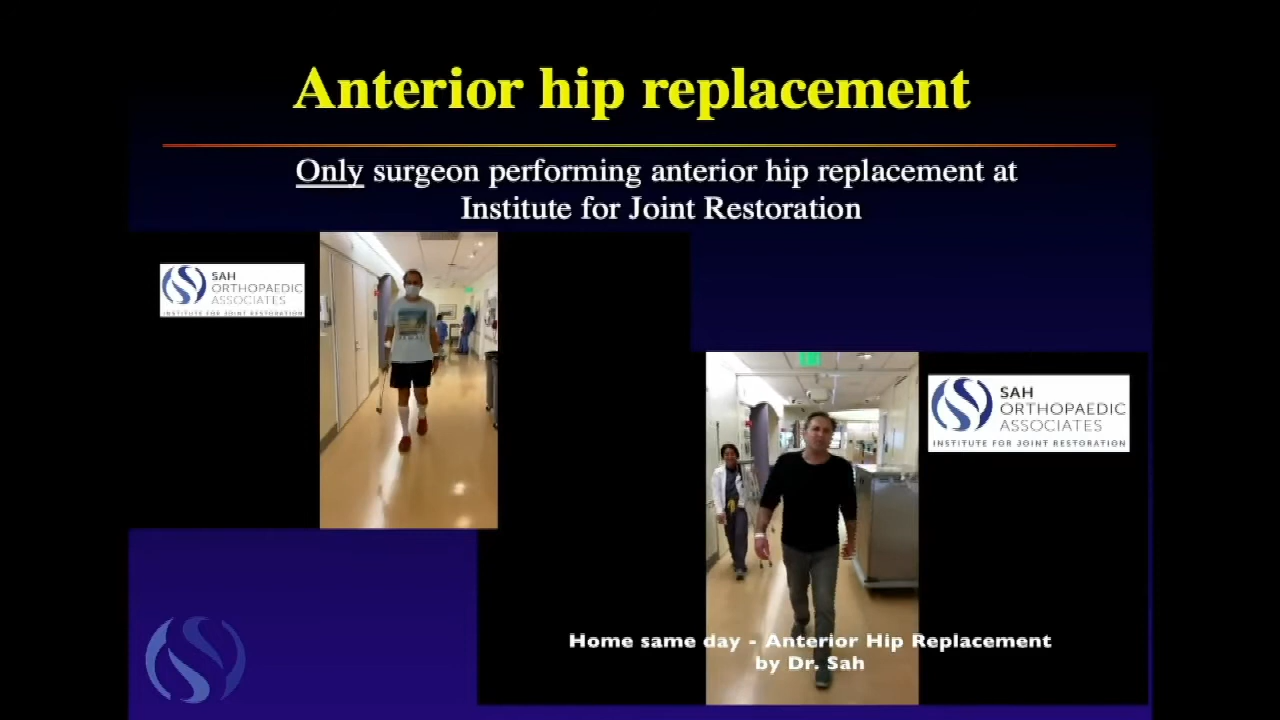 Anterior hip replacement
Only surgeon performing anterior hip replacement at
Institute for Joint Restoration
SAH
ORTHOPAEDIC
ASSOCIATES
INSTITUTE FOR JOINT RESTORATION
SAH
ORTHOPAEDIC
ASSOCIATES
INSTITUTE FOR JOINT RESTORATION
Home same day - Anterior Hip Replacement
by Dr. Sah